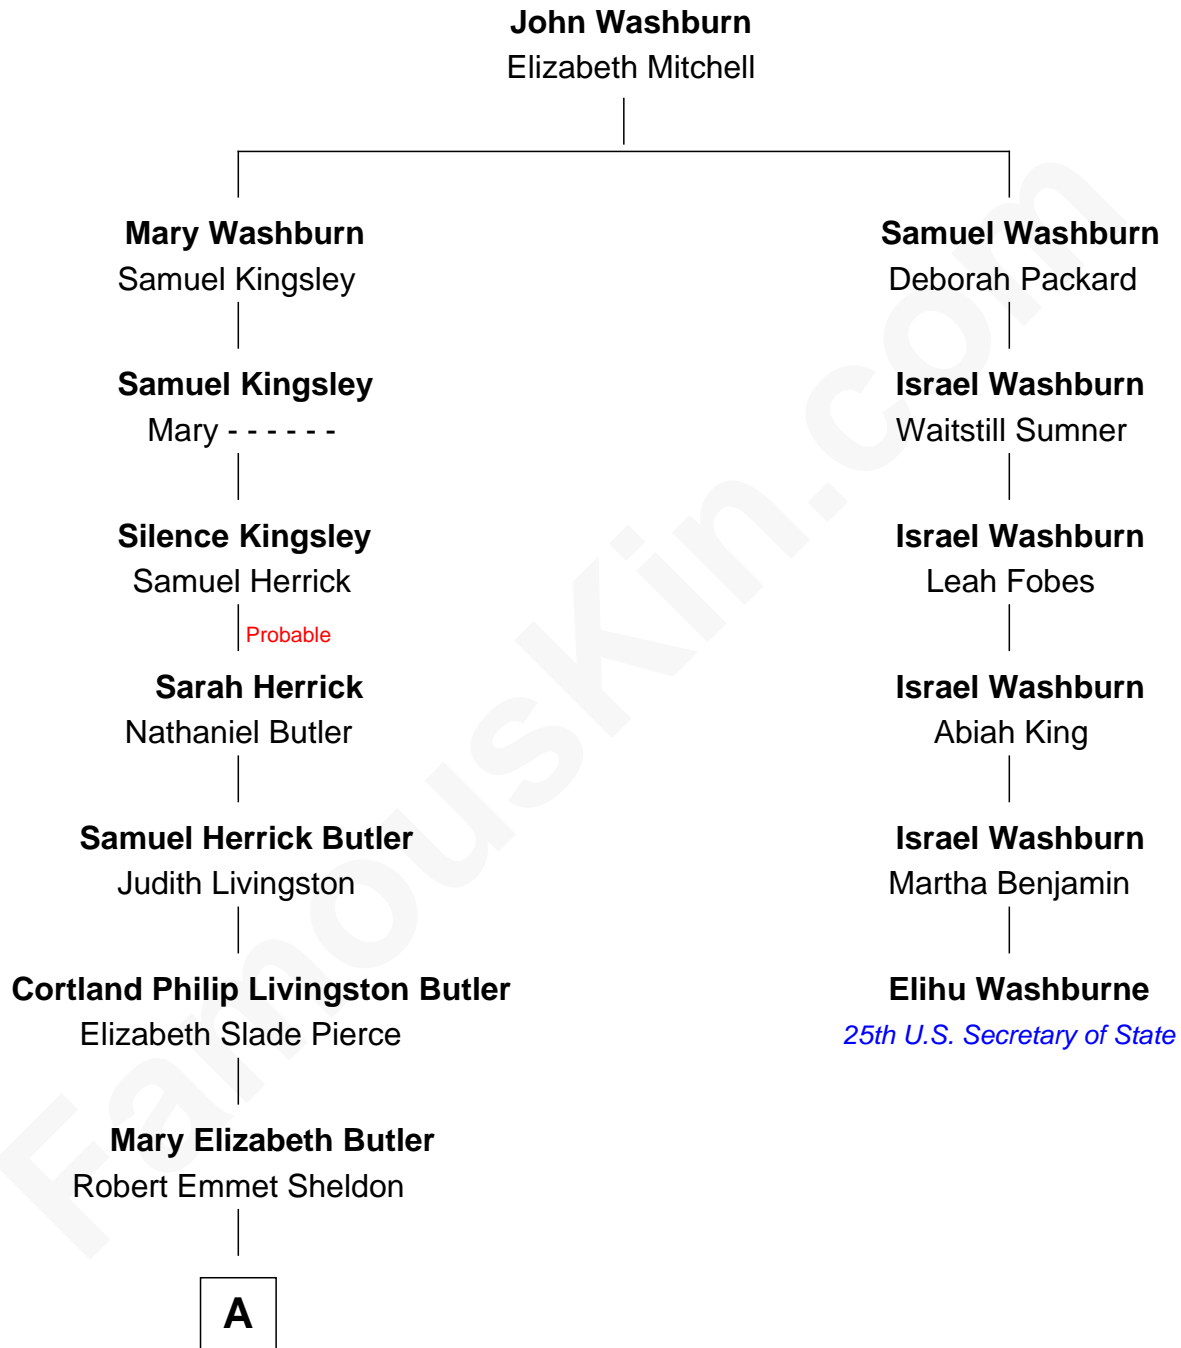 John Washburn
Elizabeth Mitchell
Mary Washburn
Samuel Kingsley
Samuel Washburn
Deborah Packard
Samuel Kingsley
Mary - - - - - -
Israel Washburn
Waitstill Sumner
Silence Kingsley
Samuel Herrick
Israel Washburn
Leah Fobes
Probable
Sarah Herrick
Nathaniel Butler
Israel Washburn
Abiah King
Samuel Herrick Butler
Judith Livingston
Israel Washburn
Martha Benjamin
Cortland Philip Livingston Butler
Elizabeth Slade Pierce
Elihu Washburne
25th U.S. Secretary of State
Mary Elizabeth Butler
Robert Emmet Sheldon
A
FamousKin.com